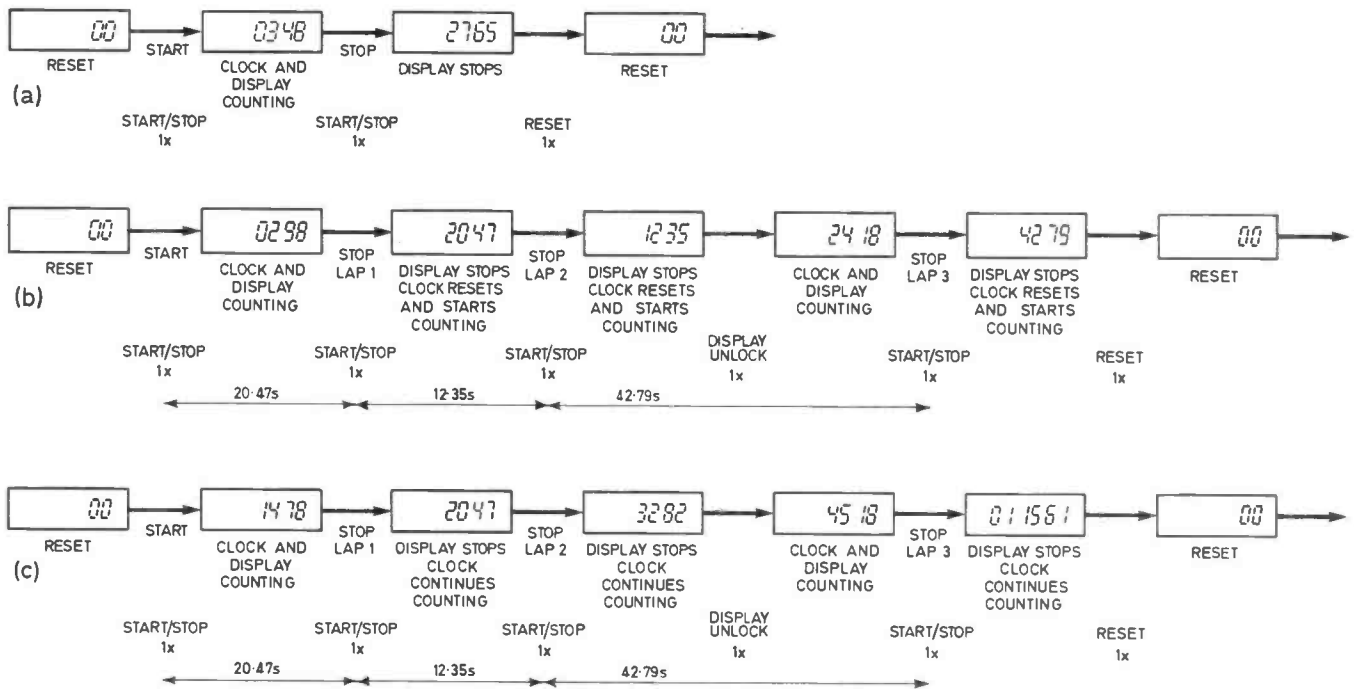 00 0348 2765 00
START STOP
RESET CLOCK AND DISPLAY COUNTING DISPLAY STOPS RESET
(a)
START/STOP 1x START/STOP 1x RESET 1x
00 0298 2047 1235 2418 4279 00
START STOP LAP 1 STOP LAP 2 STOP LAP 3
RESET CLOCK AND DISPLAY COUNTING DISPLAY STOPS CLOCK RESETS AND STARTS COUNTING DISPLAY STOPS CLOCK RESETS AND STARTS COUNTING CLOCK AND DISPLAY COUNTING DISPLAY STOPS CLOCK RESETS AND STARTS COUNTING RESET
(b)
START/STOP 1x START/STOP 1x START/STOP 1x DISPLAY UNLOCK 1x START/STOP 1x RESET 1x
20·47s 12·35s 42·79s
00 1478 2047 3282 4518 011561 00
START STOP LAP 1 STOP LAP 2 STOP LAP 3
RESET CLOCK AND DISPLAY COUNTING OISPLAY STOPS CLOCK CONTINUES COUNTING DISPLAY STOPS CLOCK CONTINUES COUNTING CLOCK AND DISPLAY COUNTING DISPLAY STOPS CLOCK CONTINUES COUNTING RESET
(c)
START/STOP 1x START/STOP 1x START/STOP 1x DISPLAY UNLOCK 1x START/STOP 1x RESET 1x
20·47s 12·35s 42·79s